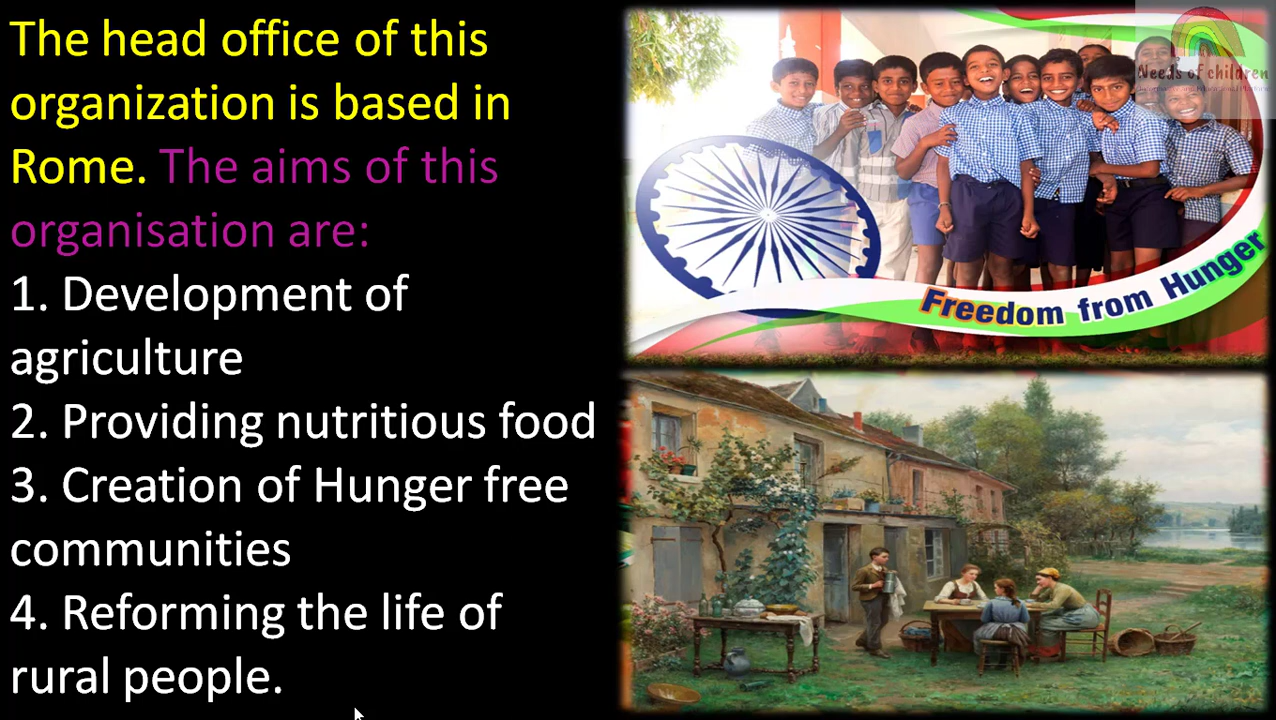 The head office of this
organization is based in
Rome. The aims of this
organisation are:
1. Development of
agriculture
2. Providing nutritious food
3. Creation of Hunger free
communities
4. Reforming the life of
rural people.
Needs of children
Freedom from Hunger